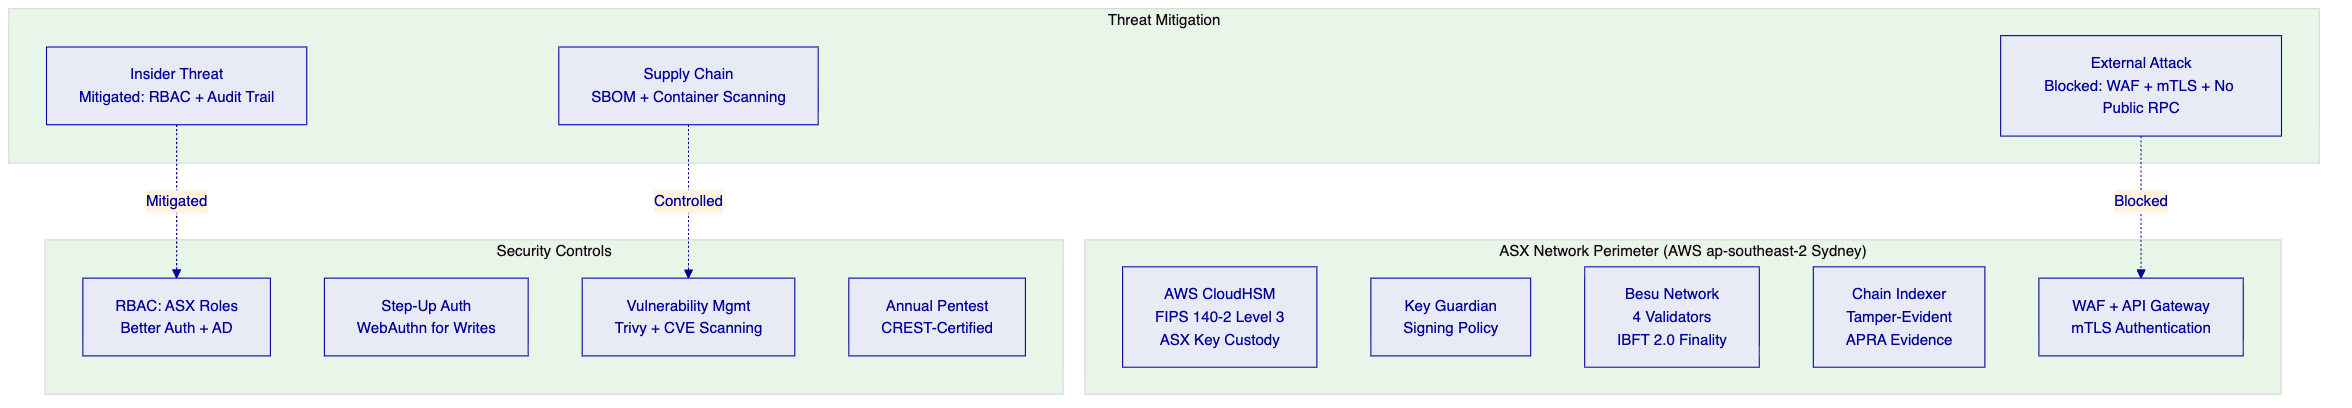 Threat Mitigation
Insider Threat
Mitigated: RBAC + Audit Trail
Supply Chain
SBOM + Container Scanning
External Attack
Blocked: WAF + mTLS + No
Public RPC
Mitigated
Controlled
Blocked
Security Controls
RBAC: ASX Roles
Better Auth + AD
Step-Up Auth
WebAuthn for Writes
Vulnerability Mgmt
Trivy + CVE Scanning
Annual Pentest
CREST-Certified
ASX Network Perimeter (AWS ap-southeast-2 Sydney)
AWS CloudHSM
FIPS 140-2 Level 3
ASX Key Custody
Key Guardian
Signing Policy
Besu Network
4 Validators
IBFT 2.0 Finality
Chain Indexer
Tamper-Evident
APRA Evidence
WAF + API Gateway
mTLS Authentication